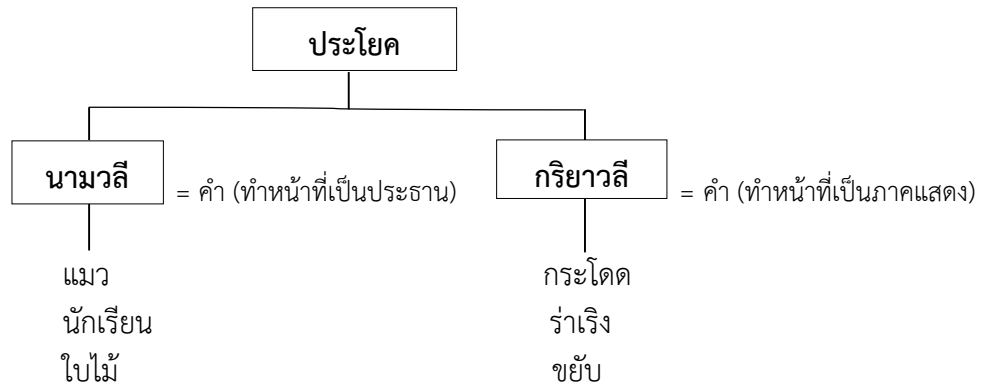 ประโยค
นามวลี = คำ (ทำหน้าที่เป็นประธาน)
กริยาวลี = คำ (ทำหน้าที่เป็นภาคแสดง)
แมว
นักเรียน
ใบไม้
กระโดด
ร่าเริง
ขยับ